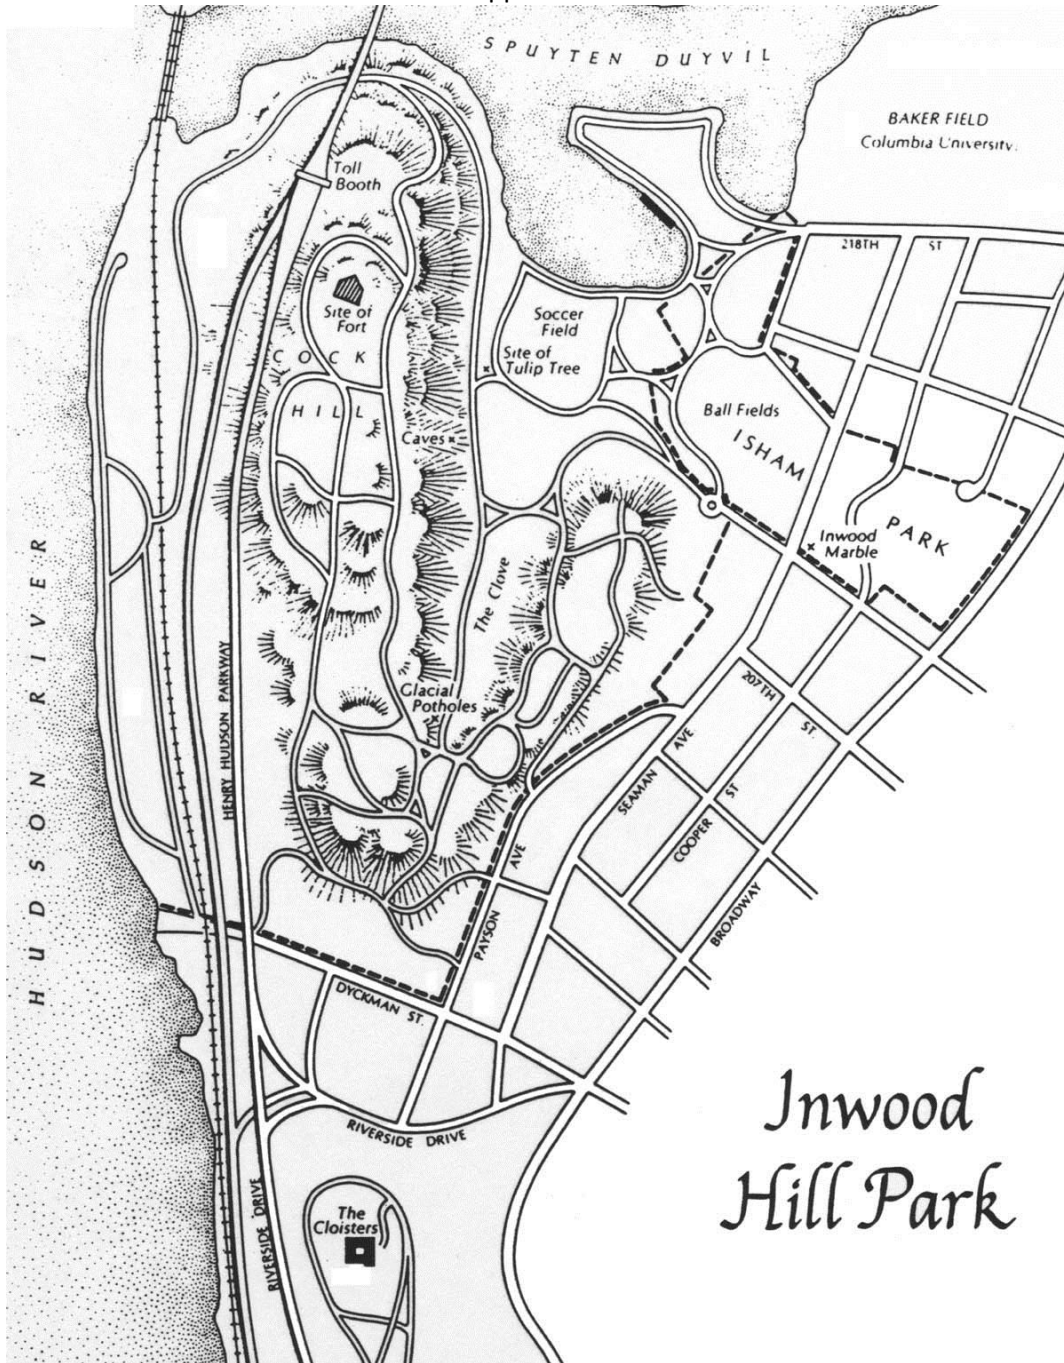 SPUYTEN DUYVIL
BAKER FIELD
Columbia University
Toll
Booth
218TH ST
Site of
Fort
Soccer
Field
COCK
Site of
Tulip Tree
HILL
Ball Fields
Caves
ISHAM
PARK
Inwood
Marble
HUDSON RIVER
The Clove
HENRY HUDSON PARKWAY
Glacial
Potholes
207TH ST.
SEAMAN AVE
COOPER ST
PAYSON AVE
BROADWAY
DYCKMAN ST.
RIVERSIDE DRIVE
RIVERSIDE DRIVE
The
Cloisters
Inwood
Hill Park